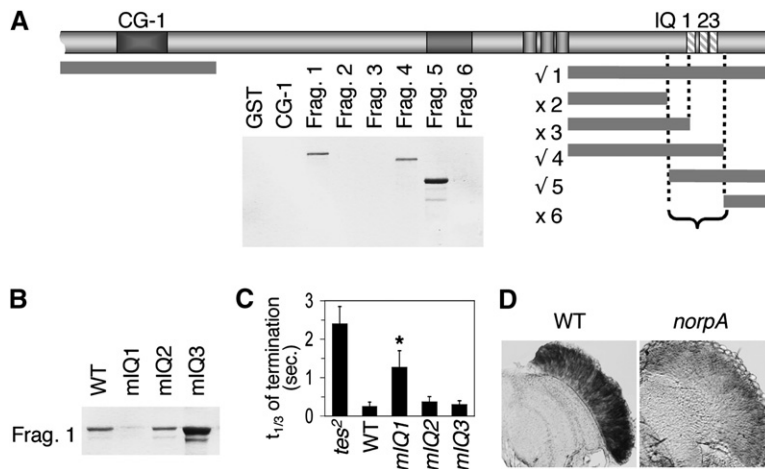 A
CG-1
IQ 1 23
GST
CG-1
Frag. 1
Frag. 2
Frag. 3
Frag. 4
Frag. 5
Frag. 6
√ 1
x 2
x 3
√ 4
√ 5
x 6
B
WT
mIQ1
mIQ2
mIQ3
Frag. 1
C
t1/3 of termination
(sec.)
3
2
1
0
*
tes2
WT
mIQ1
mIQ2
mIQ3
D
WT
norpA